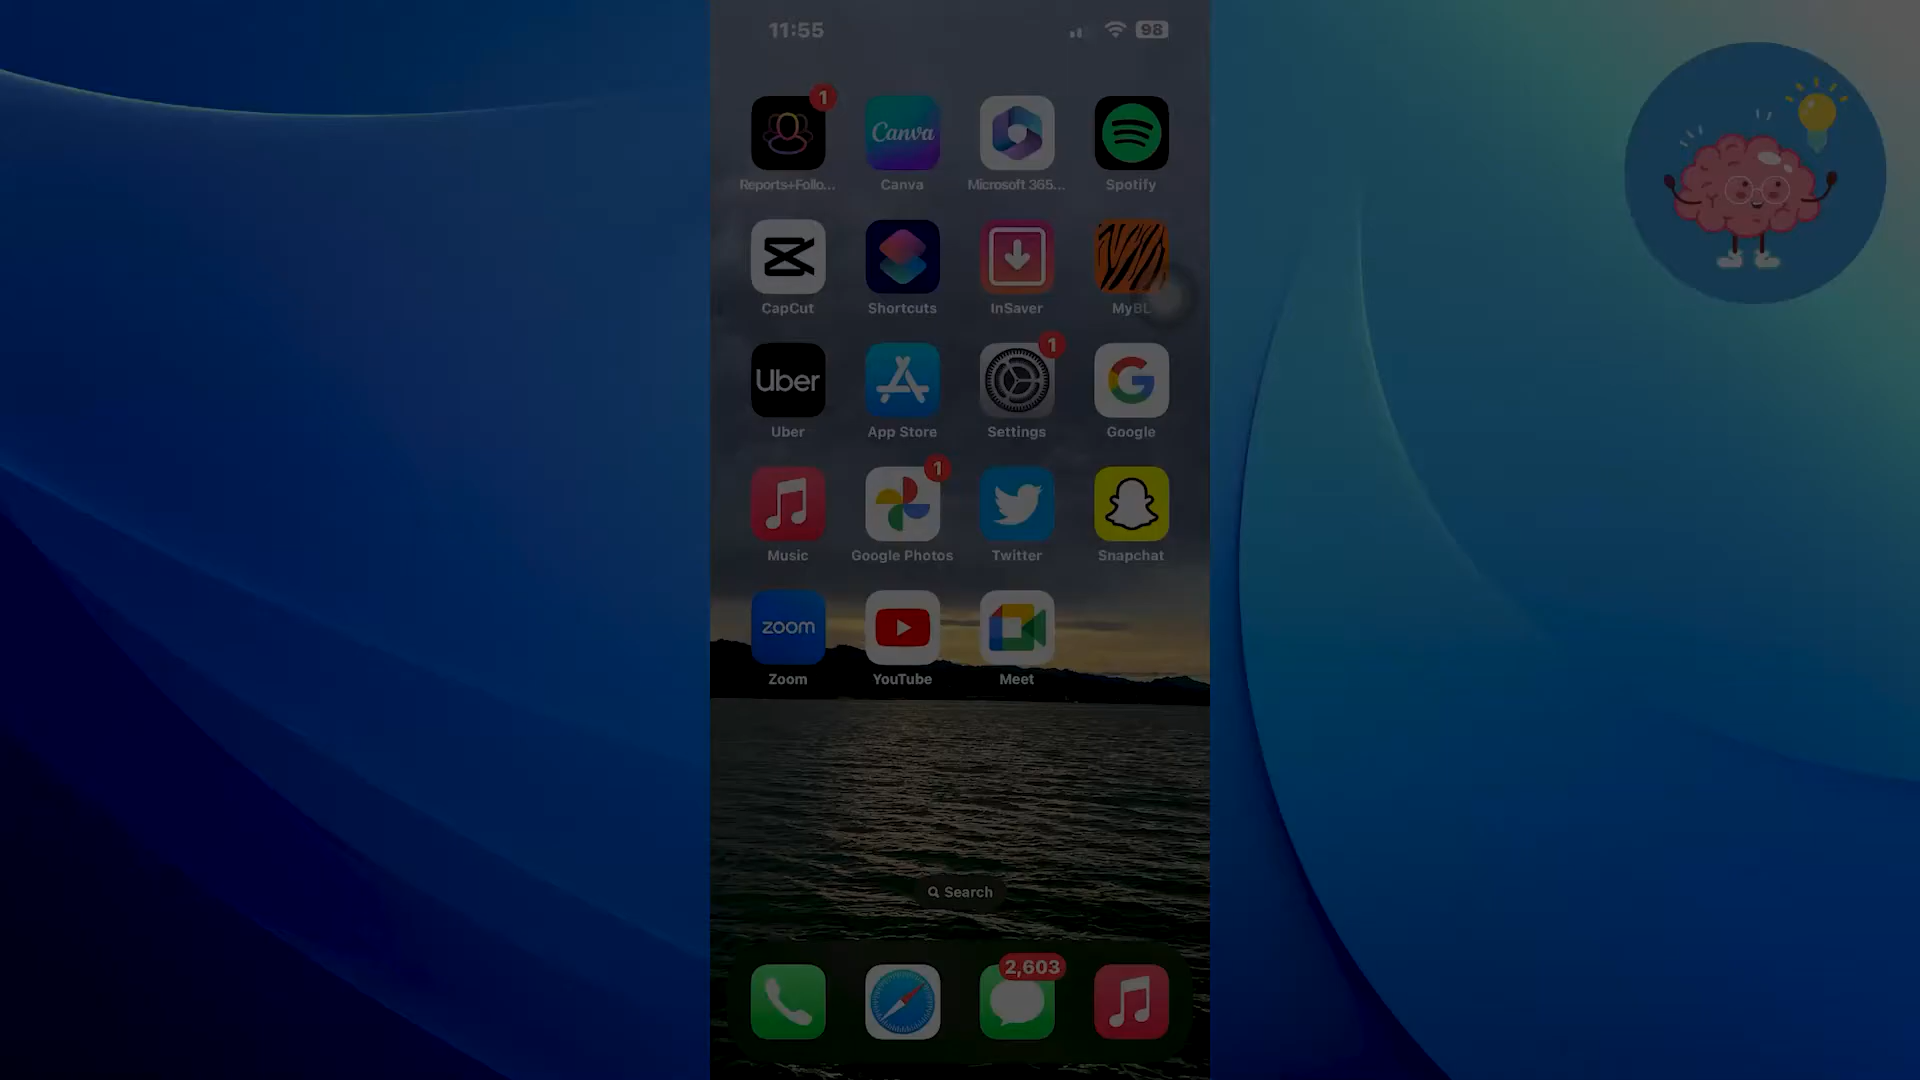 11:55
98
1
Canva
Reports+Follo...
Canva
Microsoft 365...
Spotify
CapCut
Shortcuts
InSaver
MyBL
1
Uber
Uber
App Store
Settings
Google
1
Music
Google Photos
Twitter
Snapchat
zoom
Zoom
YouTube
Meet
Search
2,603